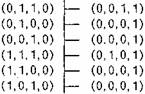 (0,1,1,0) ├─ (0,0,1,1)
(0,1,0,0) ├─ (0,0,0,1)
(0,0,1,0) ├─ (0,0,0,1)
(1,1,1,0) ├─ (0,1,0,1)
(1,1,0,0) ├─ (0,0,0,1)
(1,0,1,0) ├─ (0,0,0,1)